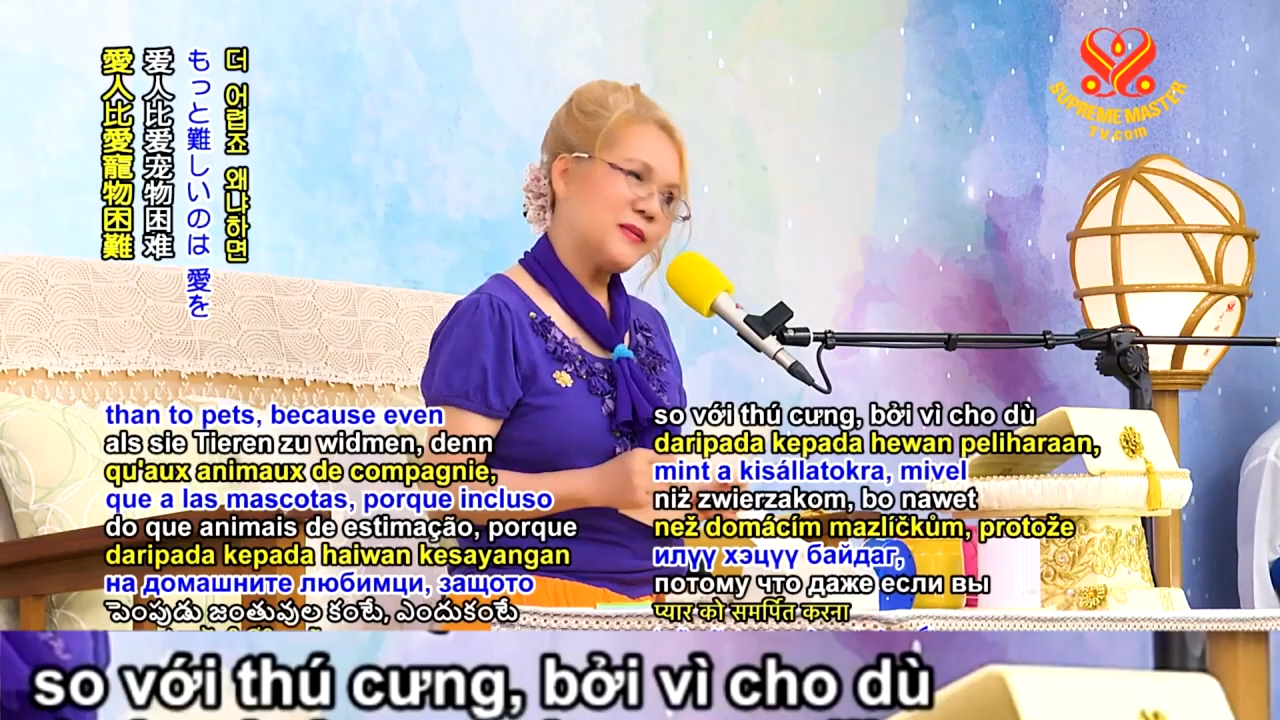 愛人比愛寵物困難
爱人比爱宠物困难
もっと難しいのは 愛を
더 어렵죠 왜냐하면
SUPREME MASTER
TV.com
than to pets, because even
als sie Tieren zu widmen, denn
qu'aux animaux de compagnie,
que a las mascotas, porque incluso
do que animais de estimação, porque
daripada kepada haiwan kesayangan
на домашните любимци, защото
పెంపుడు జంతువుల కంటే, ఎందుకంటే
so với thú cưng, bởi vì cho dù
daripada kepada hewan peliharaan,
mint a kisállatokra, mivel
niż zwierzakom, bo nawet
než domácím mazlíčkům, protože
илүү хэцүү байдаг,
потому что даже если вы
प्यार को समर्पित करना
so với thú cưng, bởi vì cho dù